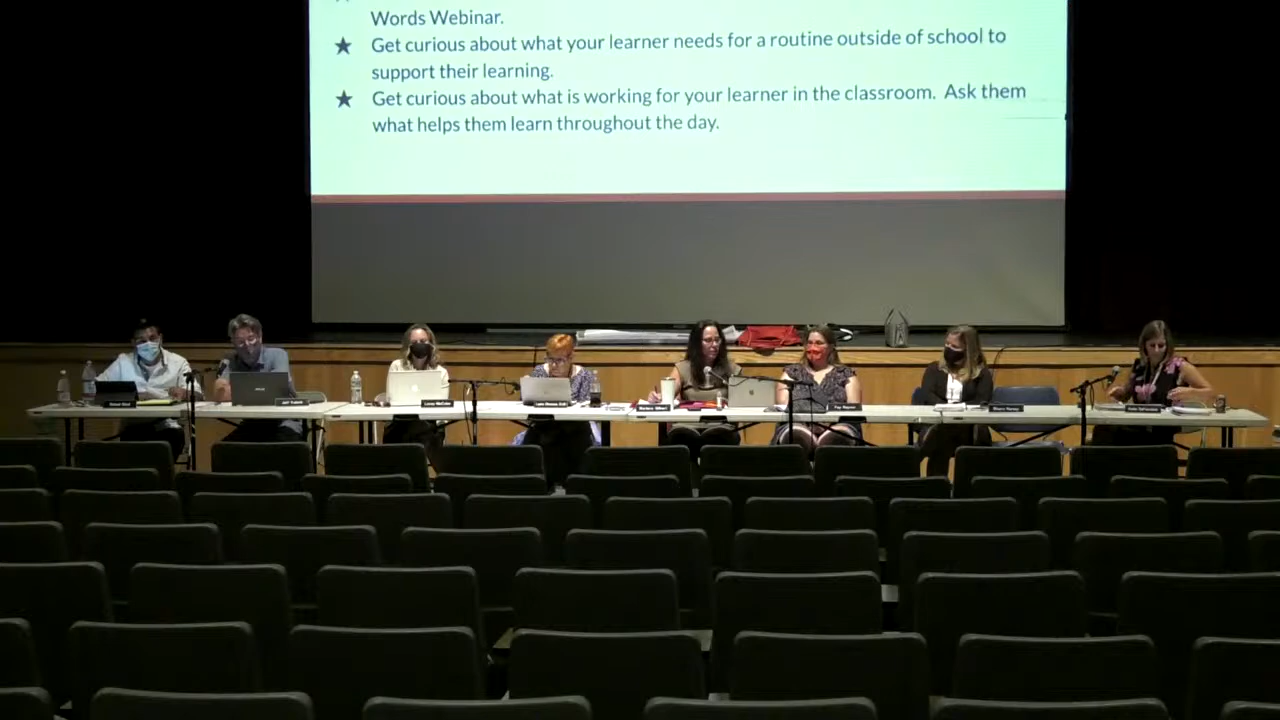 Words Webinar.
★ Get curious about what your learner needs for a routine outside of school to
support their learning.
★ Get curious about what is working for your learner in the classroom. Ask them
what helps them learn throughout the day.